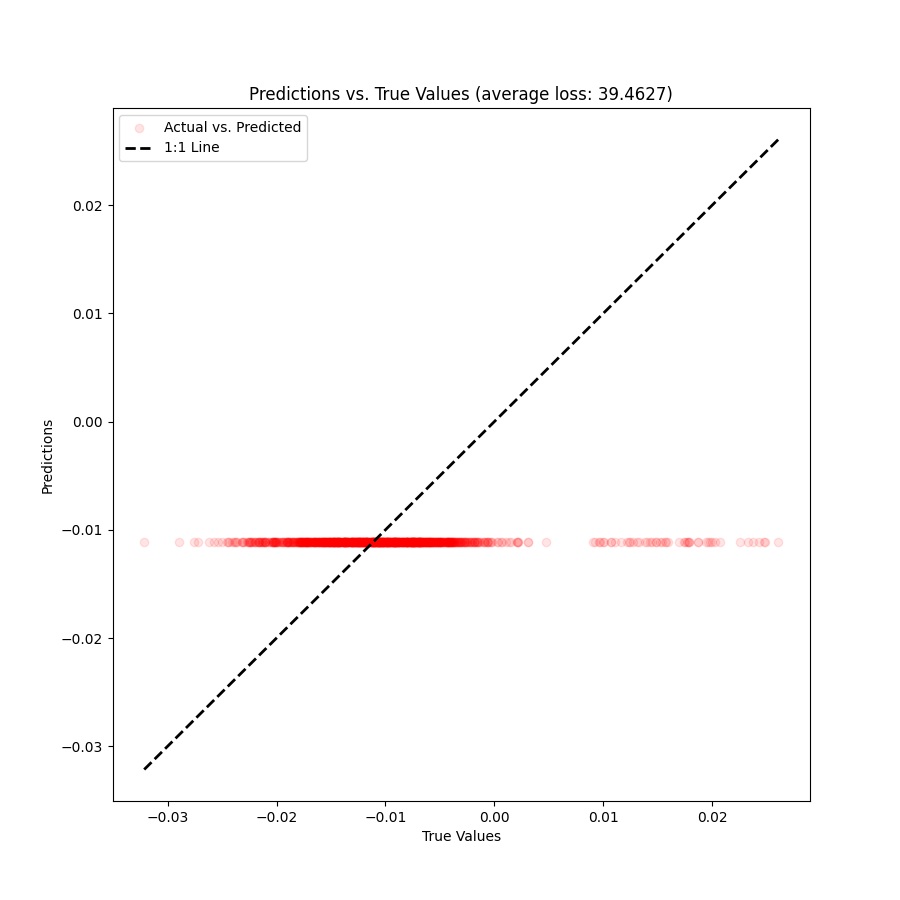 Predictions vs. True Values (average loss: 39.4627)
Actual vs. Predicted
1:1 Line
0.02
0.01
0.00
−0.01
−0.02
−0.03
Predictions
−0.03 −0.02 −0.01 0.00 0.01 0.02
True Values